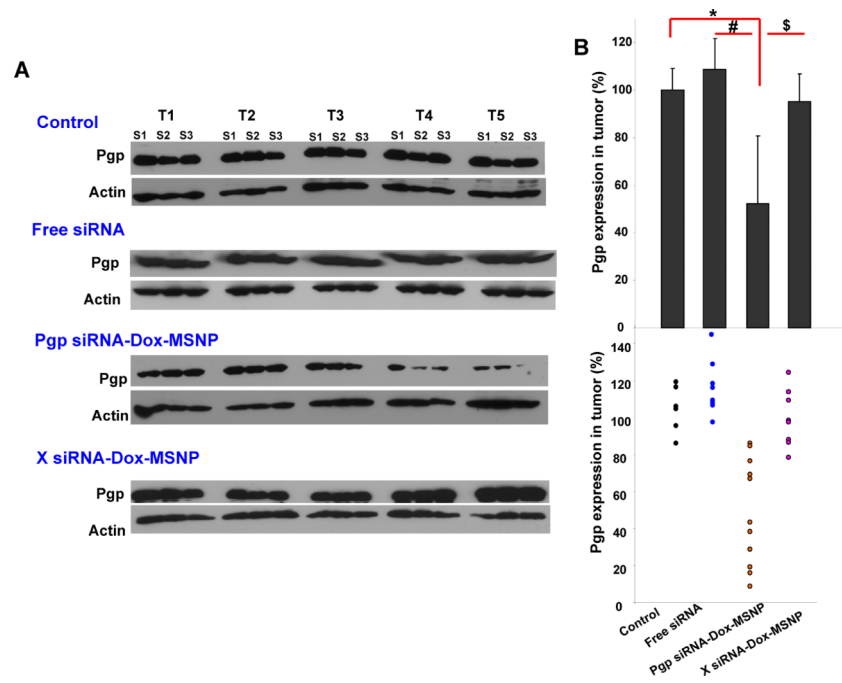 A
Control
T1 T2 T3 T4 T5
S1 S2 S3 S1 S2 S3 S1 S2 S3 S1 S2 S3 S1 S2 S3
Pgp
Actin
Free siRNA
Pgp
Actin
Pgp siRNA-Dox-MSNP
Pgp
Actin
X siRNA-Dox-MSNP
Pgp
Actin
B
* # $
Pgp expression in tumor (%)
120
100
80
60
40
20
0
Pgp expression in tumor (%)
140
120
100
80
60
40
20
0
Control
Free siRNA
Pgp siRNA-Dox-MSNP
X siRNA-Dox-MSNP